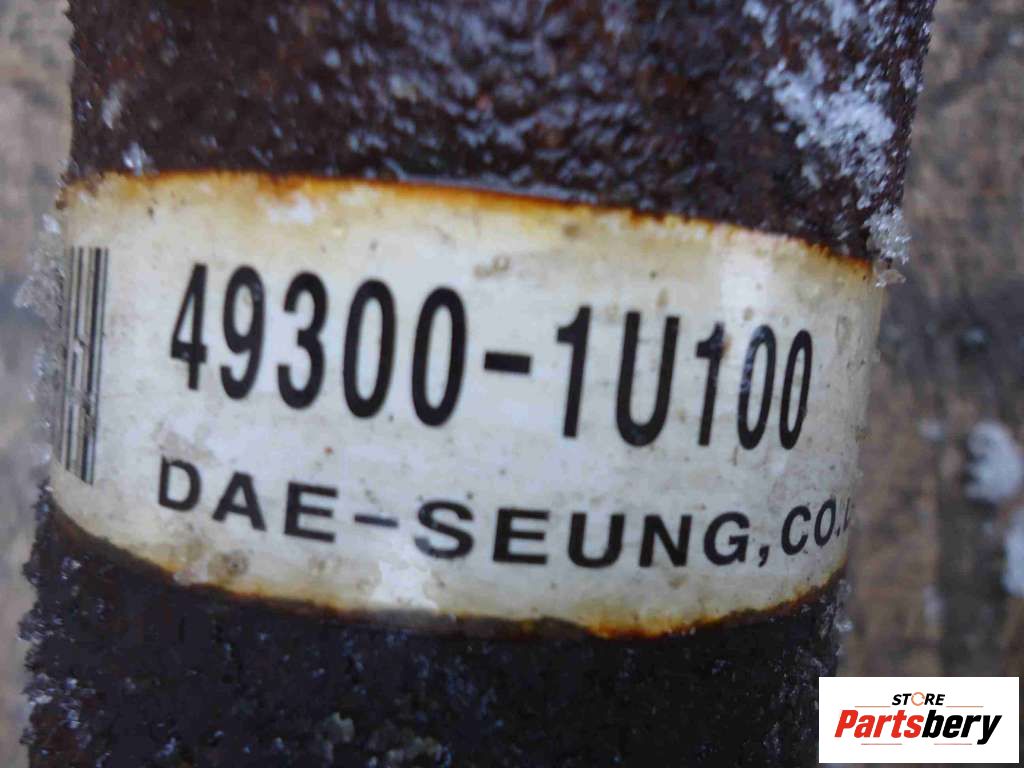 49300-1U100
DAE-SEUNG,CO.
STORE
Partsbery